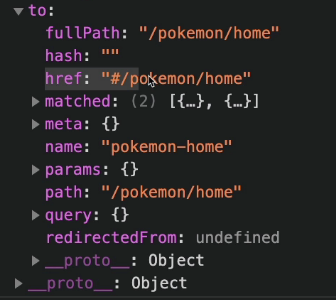 ▼ to:
fullPath: "/pokemon/home"
hash: ""
href: "#/pokemon/home"
▶ matched: (2) [{…}, {…}]
▶ meta: {}
name: "pokemon-home"
▶ params: {}
path: "/pokemon/home"
▶ query: {}
redirectedFrom: undefined
▶ __proto__: Object
▶ __proto__: Object